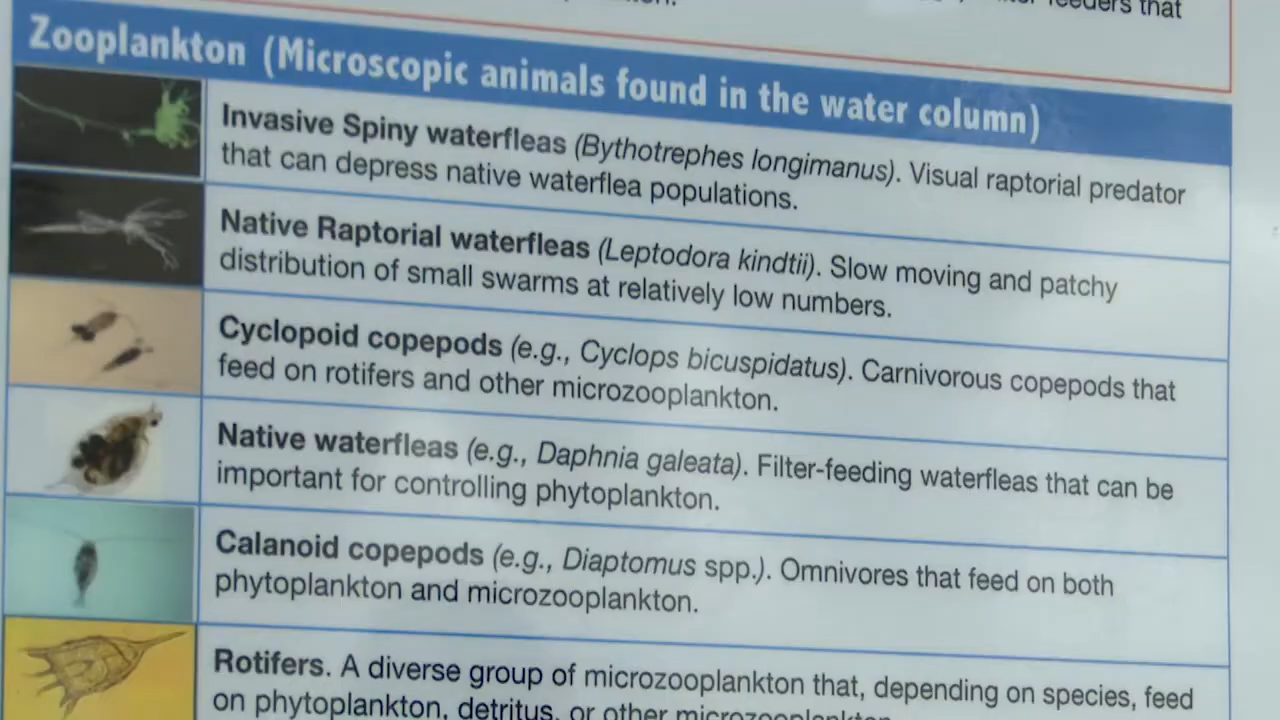 feeders that
Zooplankton (Microscopic animals found in the water column)
Invasive Spiny waterfleas (Bythotrephes longimanus). Visual raptorial predator
that can depress native waterflea populations.
Native Raptorial waterfleas (Leptodora kindtii). Slow moving and patchy
distribution of small swarms at relatively low numbers.
Cyclopoid copepods (e.g., Cyclops bicuspidatus). Carnivorous copepods that
feed on rotifers and other microzooplankton.
Native waterfleas (e.g., Daphnia galeata). Filter-feeding waterfleas that can be
important for controlling phytoplankton.
Calanoid copepods (e.g., Diaptomus spp.). Omnivores that feed on both
phytoplankton and microzooplankton.
Rotifers. A diverse group of microzooplankton that, depending on species, feed
on phytoplankton, detritus, or other microzooplankton